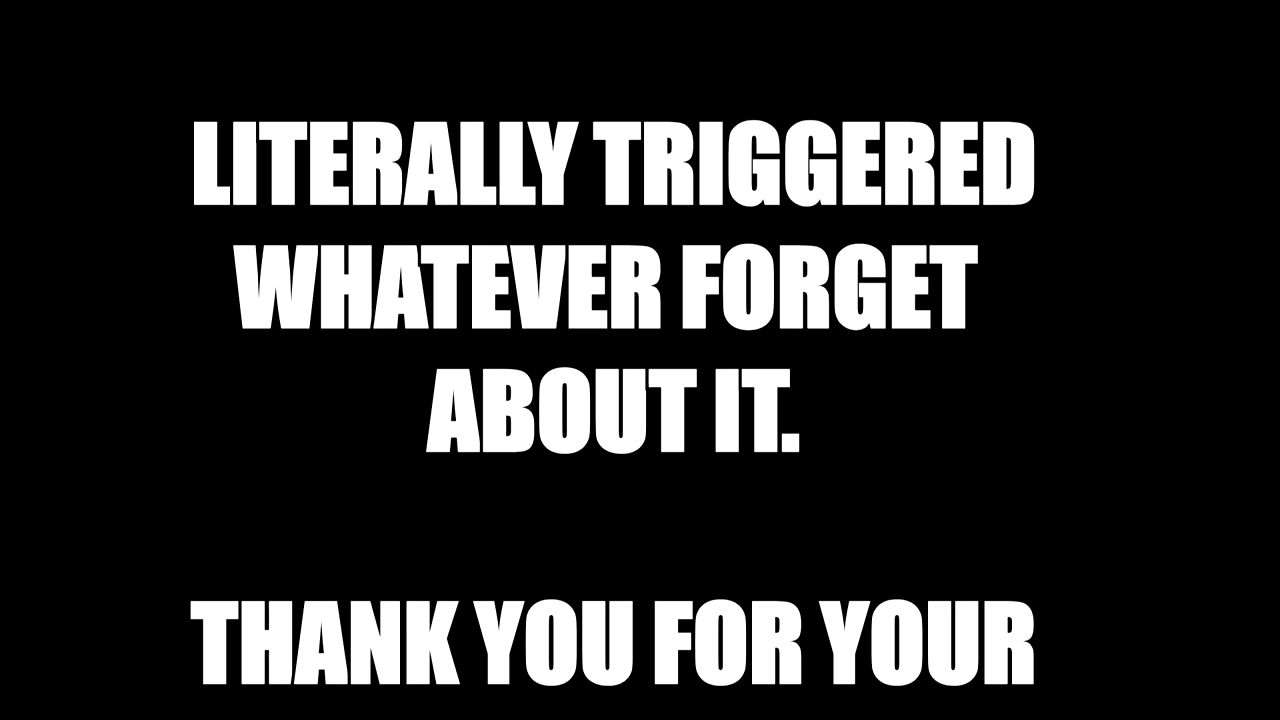 LITERALLY TRIGGERED
WHATEVER FORGET
ABOUT IT.
THANK YOU FOR YOUR